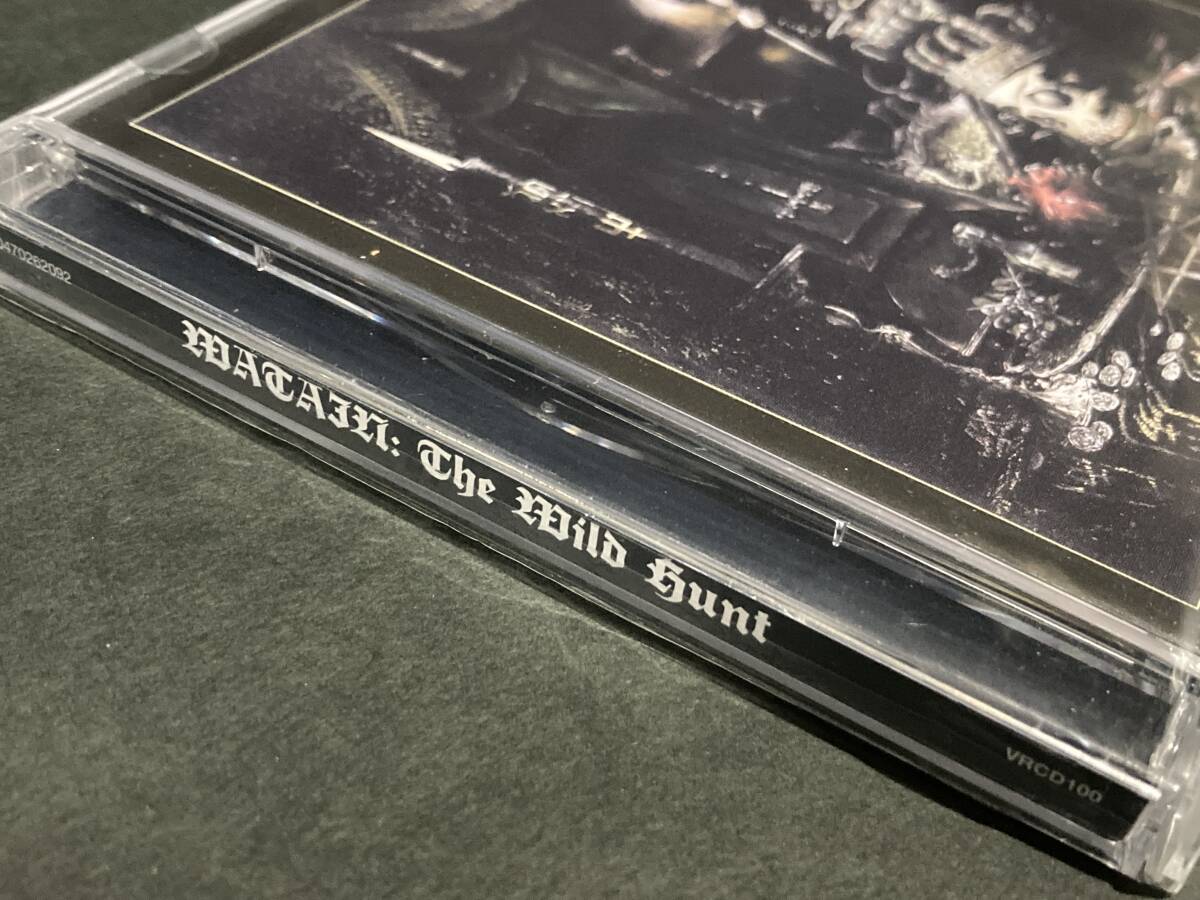 0470262092
WATAIN: The Wild Hunt
VRCD100